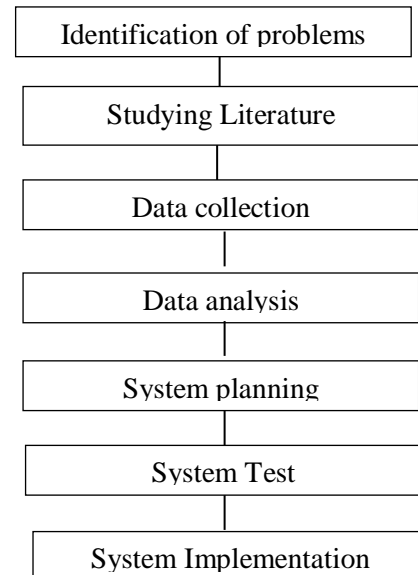 Identification of problems
Studying Literature
Data collection
Data analysis
System planning
System Test
System Implementation